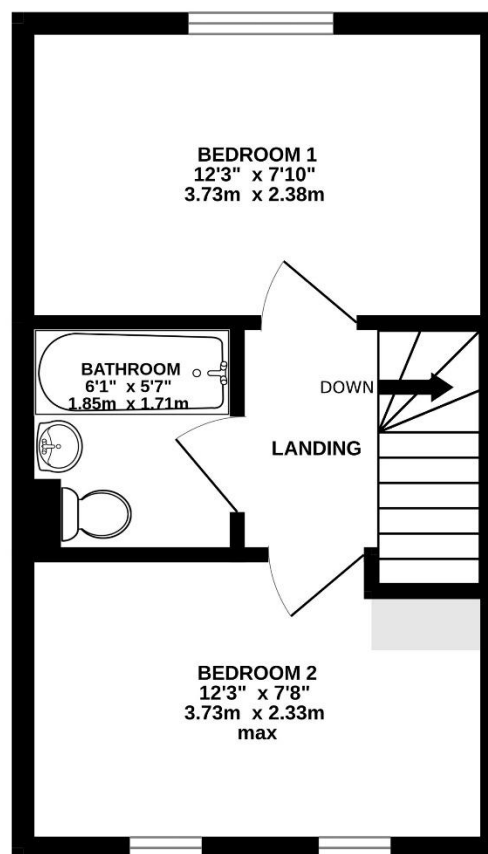 BEDROOM 1
12'3" x 7'10"
3.73m x 2.38m
BATHROOM
6'1" x 5'7"
1.85m x 1.71m
DOWN
LANDING
BEDROOM 2
12'3" x 7'8"
3.73m x 2.33m
max